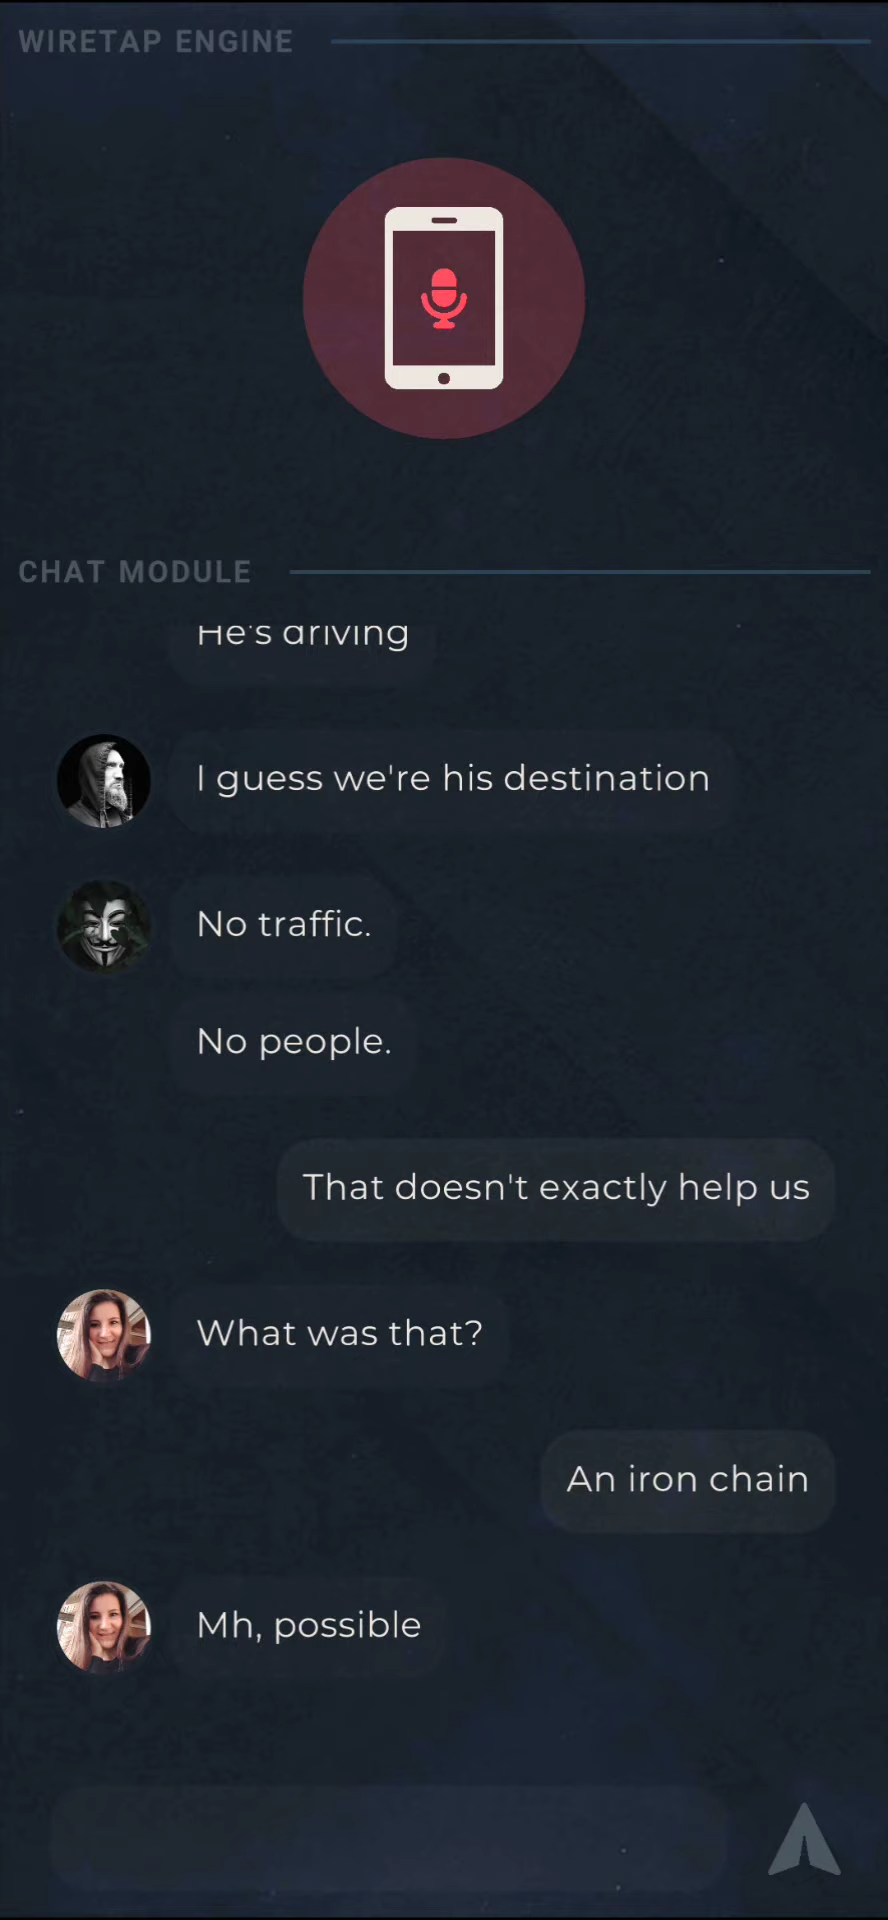 WIRETAP ENGINE
CHAT MODULE
He's driving
I guess we're his destination
No traffic.
No people.
That doesn't exactly help us
What was that?
An iron chain
Mh, possible